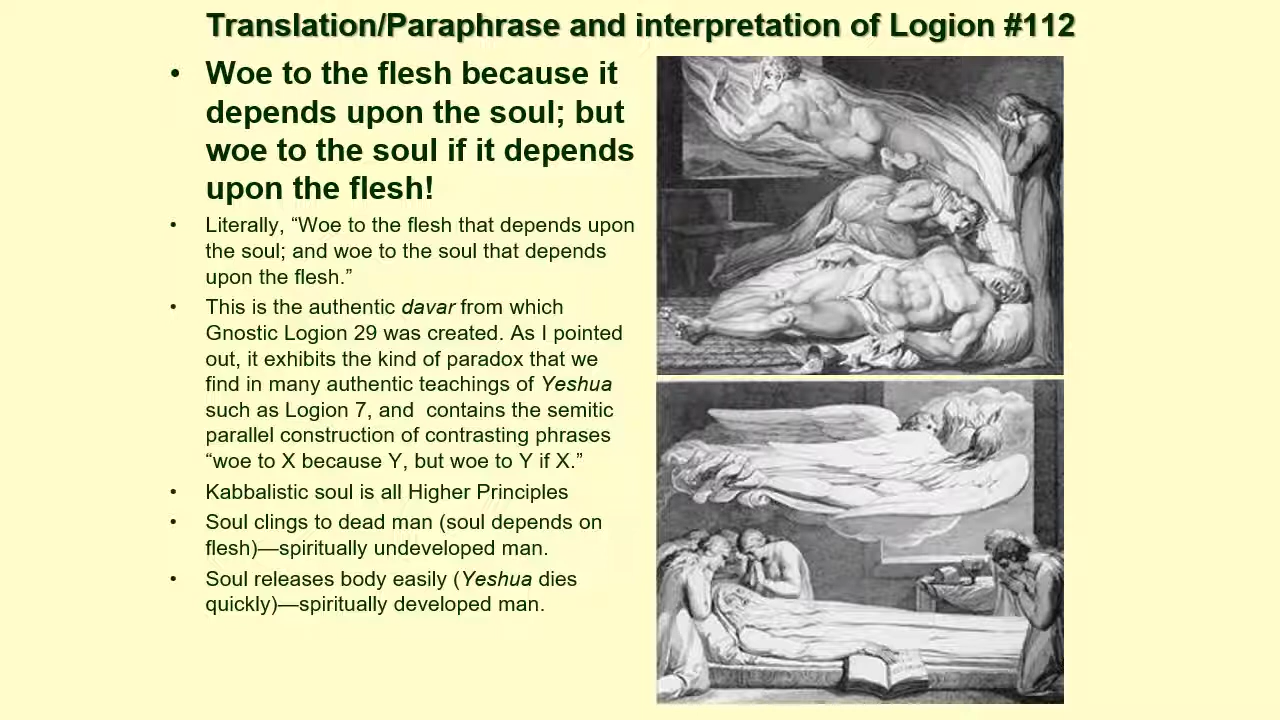 Translation/Paraphrase and interpretation of Logion #112
• Woe to the flesh because it
depends upon the soul; but
woe to the soul if it depends
upon the flesh!
• Literally, “Woe to the flesh that depends upon
the soul; and woe to the soul that depends
upon the flesh.”
• This is the authentic davar from which
Gnostic Logion 29 was created. As I pointed
out, it exhibits the kind of paradox that we
find in many authentic teachings of Yeshua
such as Logion 7, and  contains the semitic
parallel construction of contrasting phrases
“woe to X because Y, but woe to Y if X.”
• Kabbalistic soul is all Higher Principles
• Soul clings to dead man (soul depends on
flesh)—spiritually undeveloped man.
• Soul releases body easily (Yeshua dies
quickly)—spiritually developed man.